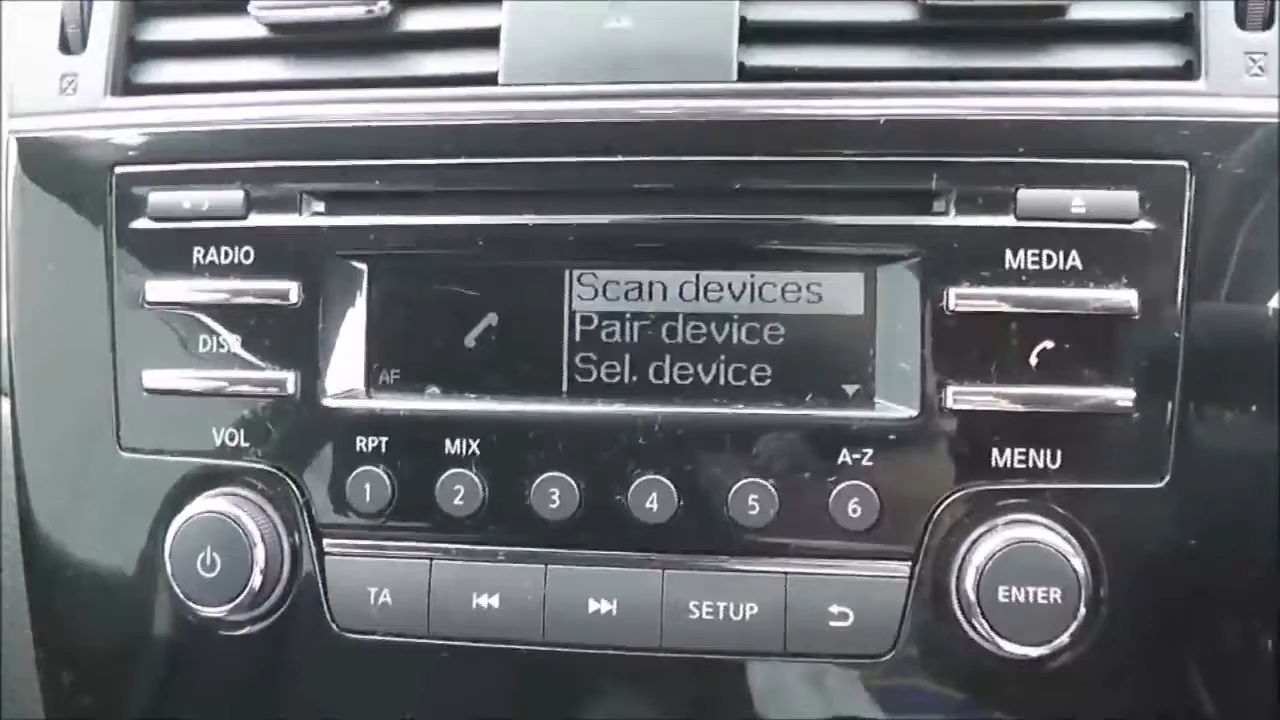 RADIO
MEDIA
Scan devices
Pair device
Sel. device
DISP
AF
VOL
RPT
MIX
A-Z
MENU
1
2
3
4
5
6
TA
SETUP
ENTER